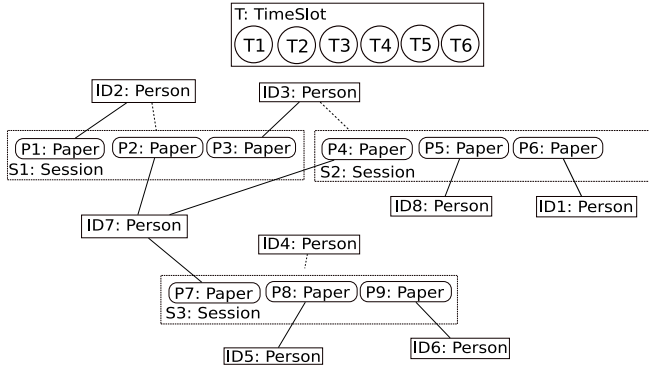 T: TimeSlot
T1 T2 T3 T4 T5 T6
ID2: Person
ID3: Person
P1: Paper P2: Paper P3: Paper
S1: Session
P4: Paper P5: Paper P6: Paper
S2: Session
ID8: Person
ID1: Person
ID7: Person
ID4: Person
P7: Paper P8: Paper P9: Paper
S3: Session
ID5: Person
ID6: Person